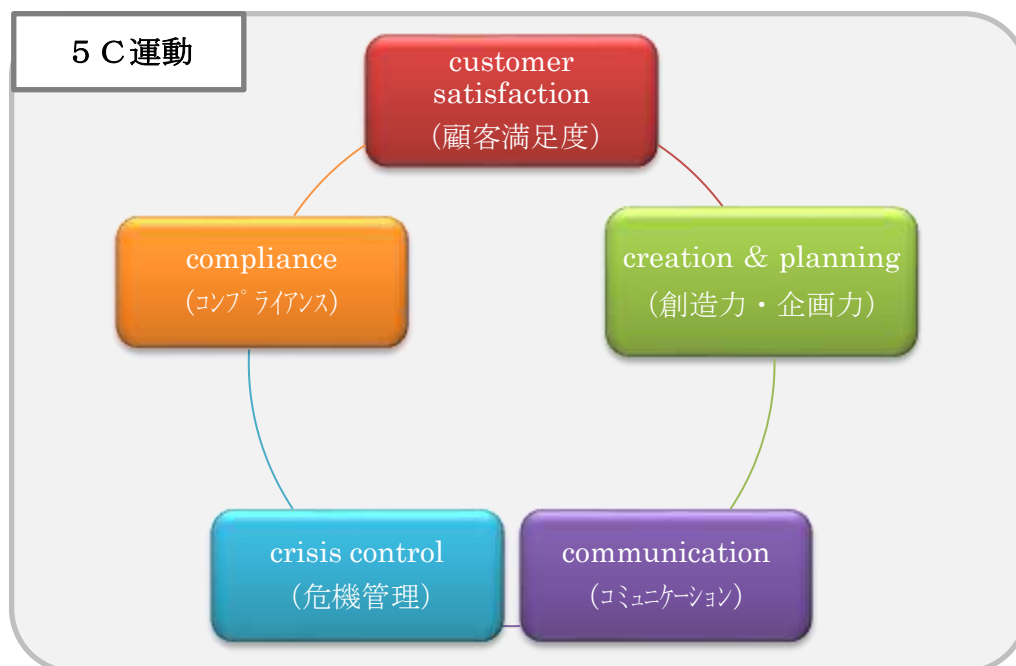 ５Ｃ運動
customer
satisfaction
（顧客満足度）
creation ＆ planning
（創造力・企画力）
communication
（ｺﾐｭﾆｹｰｼｮﾝ）
crisis control
（危機管理）
compliance
（ｺﾝﾌﾟﾗｲｱﾝｽ）